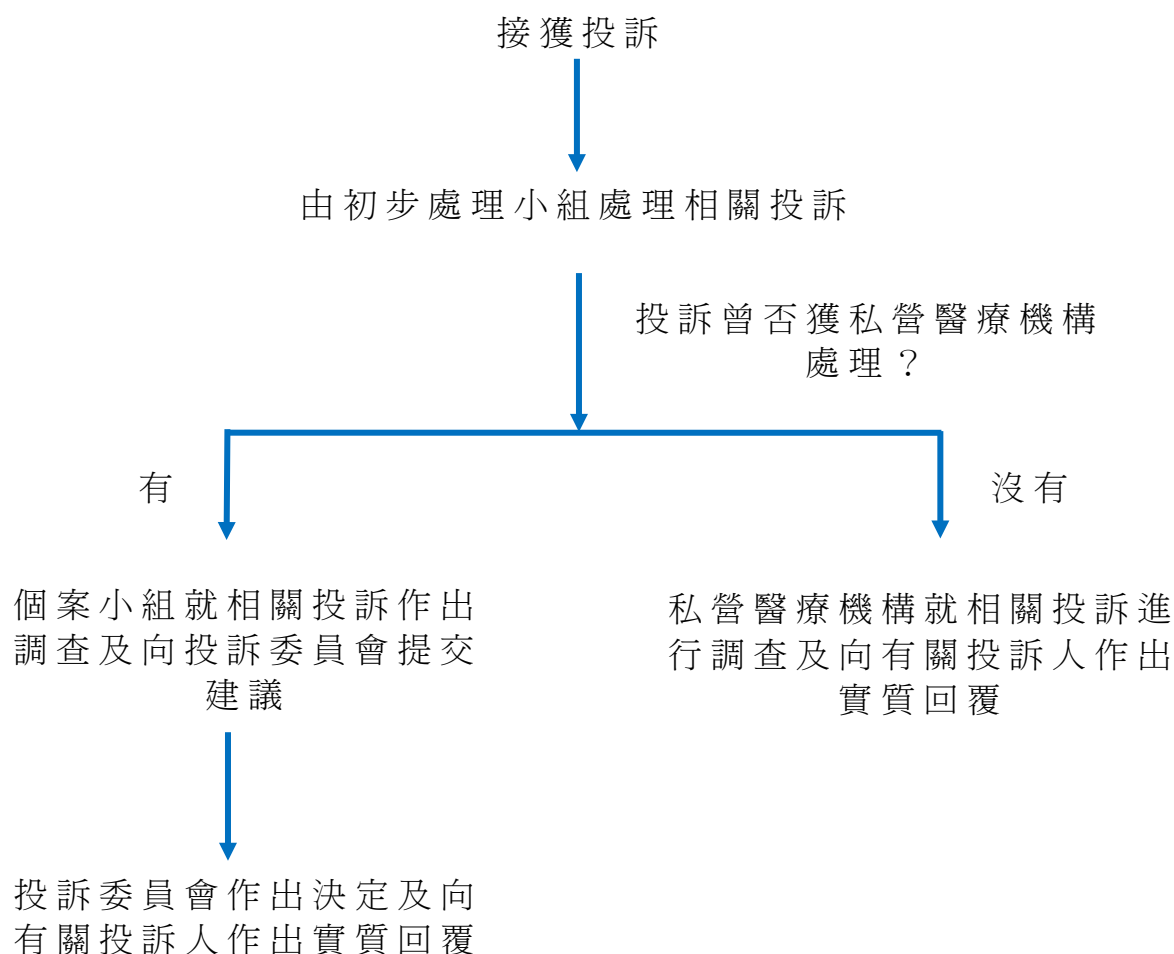 接獲投訴
由初步處理小組處理相關投訴
投訴曾否獲私營醫療機構
處理？
有
沒有
個案小組就相關投訴作出
調查及向投訴委員會提交
建議
私營醫療機構就相關投訴進
行調查及向有關投訴人作出
實質回覆
投訴委員會作出決定及向
有關投訴人作出實質回覆